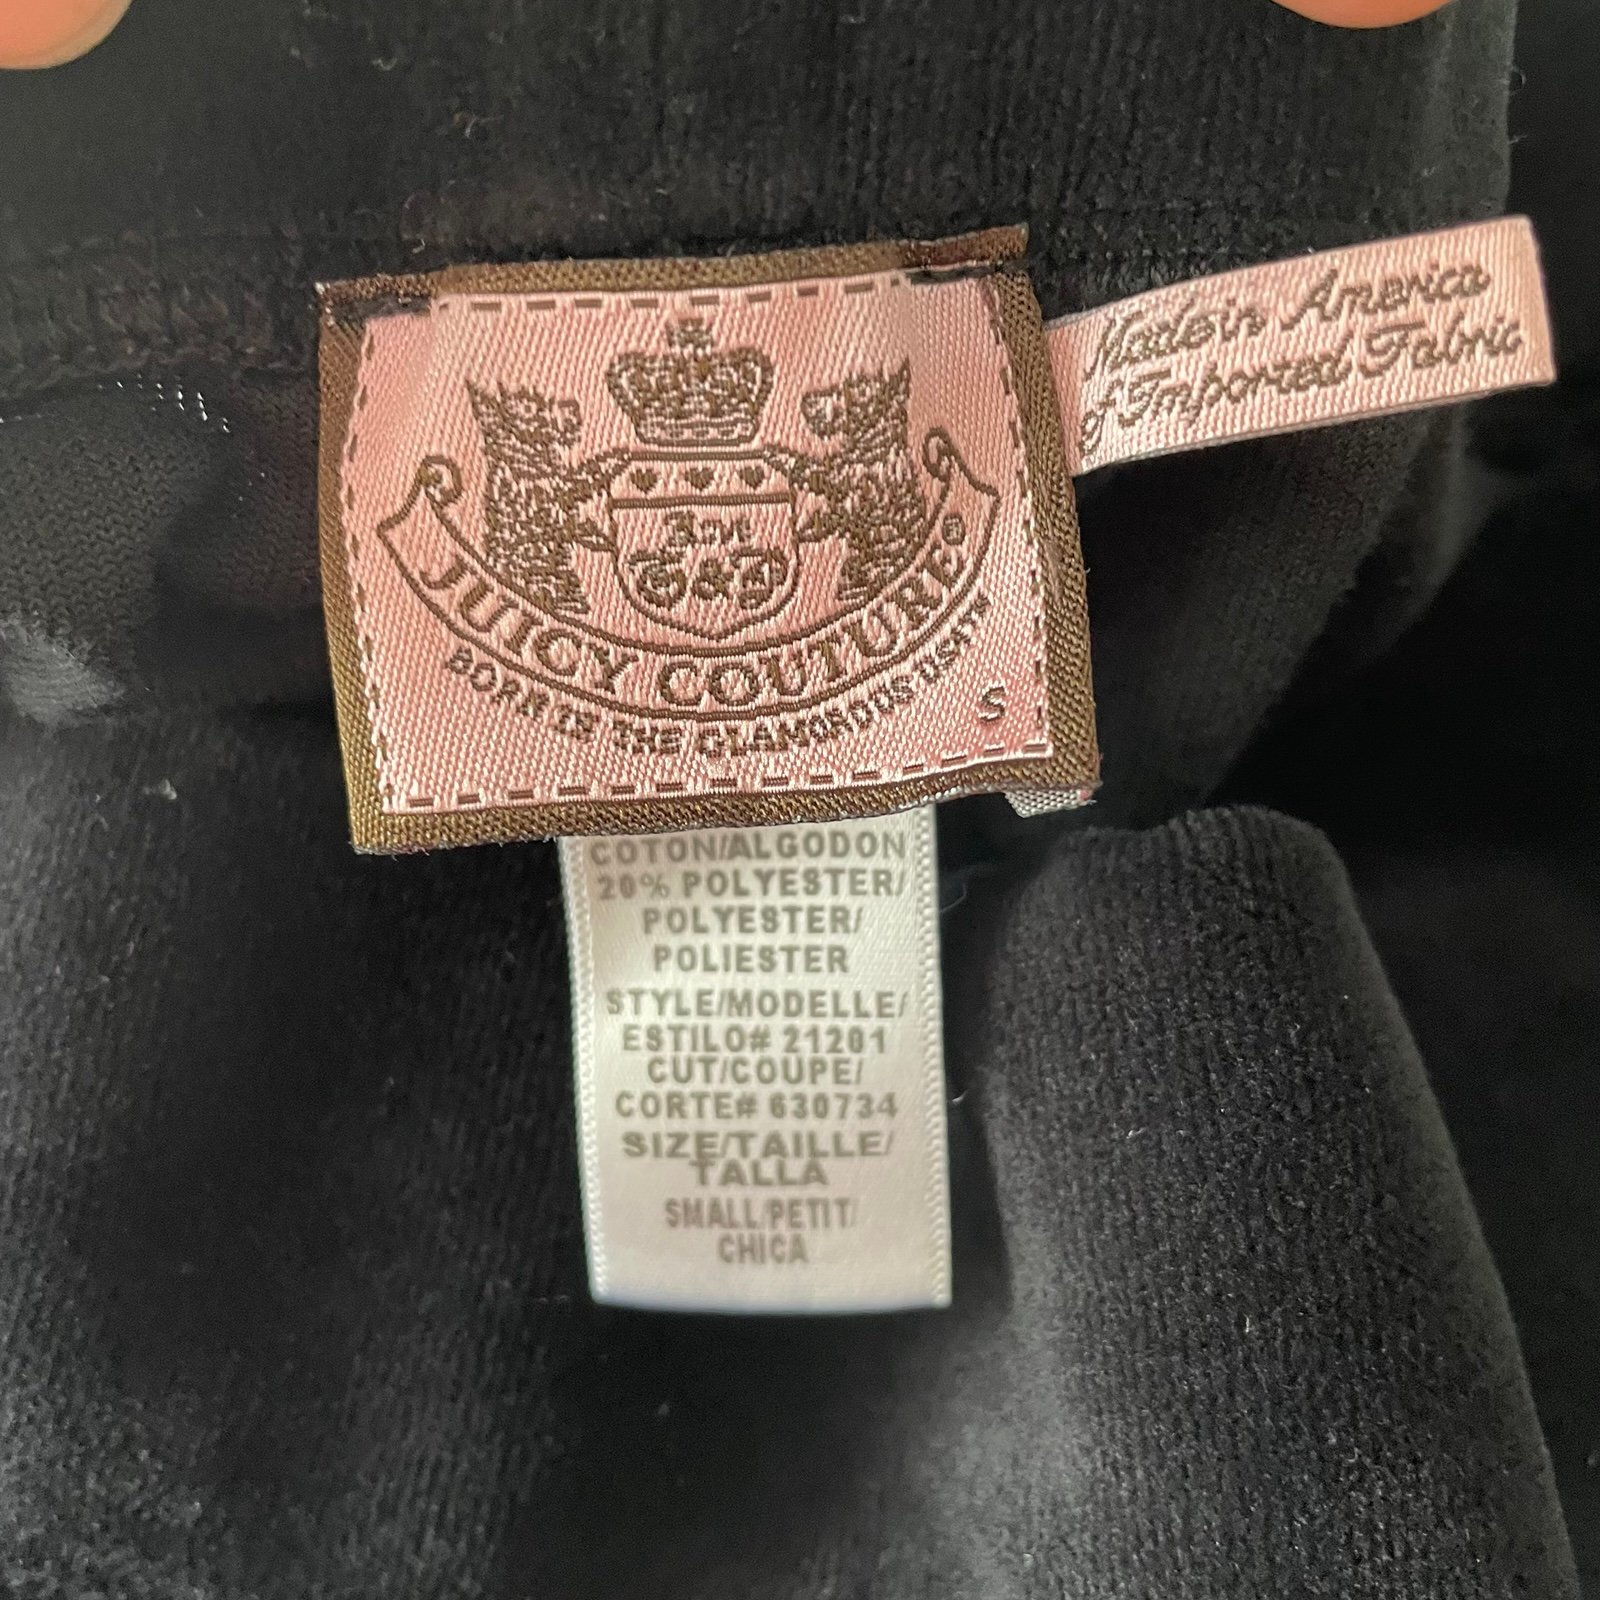 Made in America
of Imported Fabric
Love
G&P
JUICY COUTURE®
BORN IN THE GLAMOROUS USA
S
COTON/ALGODON
20% POLYESTER/
POLYESTER/
POLIESTER
STYLE/MODELLE/
ESTILO# 21201
CUT/COUPE/
CORTE# 630734
SIZE/TAILLE/
TALLA
SMALL/PETIT/
CHICA